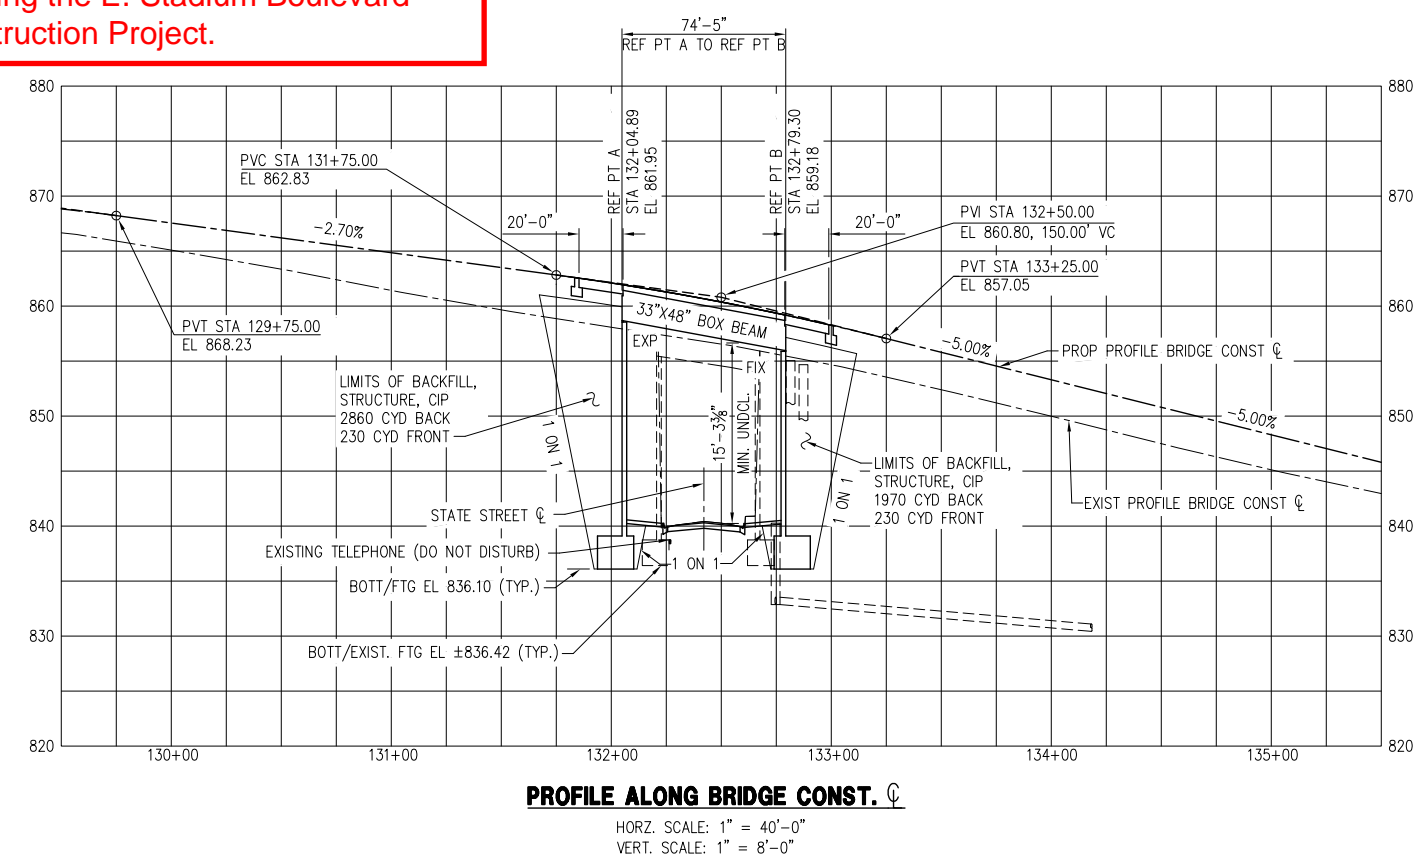 ing the E. Stadium Boulevard
truction Project.
74'-5"
REF PT A TO REF PT B
880
880
REF PT A
STA 132+04.89
EL 861.95
REF PT B
STA 132+79.30
EL 859.18
PVC STA 131+75.00
EL 862.83
870
870
-2.70%
20'-0"
20'-0"
PVI STA 132+50.00
EL 860.80, 150.00' VC
PVT STA 133+25.00
EL 857.05
860
860
PVT STA 129+75.00
EL 868.23
33"X48" BOX BEAM
EXP
FIX
-5.00%
PROP PROFILE BRIDGE CONST ℄
LIMITS OF BACKFILL,
STRUCTURE, CIP
2860 CYD BACK
230 CYD FRONT
850
850
-5.00%
1 ON 1
15'-3⅜"
MIN. UNDCL.
1 ON 1
LIMITS OF BACKFILL,
STRUCTURE, CIP
1970 CYD BACK
230 CYD FRONT
EXIST PROFILE BRIDGE CONST ℄
STATE STREET ℄
840
840
EXISTING TELEPHONE (DO NOT DISTURB)
1 ON 1
BOTT/FTG EL 836.10 (TYP.)
830
830
BOTT/EXIST. FTG EL ±836.42 (TYP.)
820
820
130+00
131+00
132+00
133+00
134+00
135+00
PROFILE ALONG BRIDGE CONST. ℄
HORZ. SCALE: 1" = 40'-0"
VERT. SCALE: 1" = 8'-0"